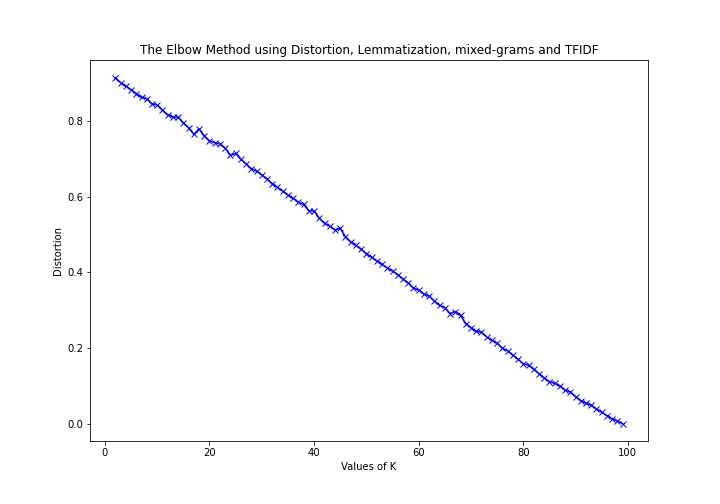 The Elbow Method using Distortion, Lemmatization, mixed-grams and TFIDF
Distortion
0.8
0.6
0.4
0.2
0.0
0 20 40 60 80 100
Values of K